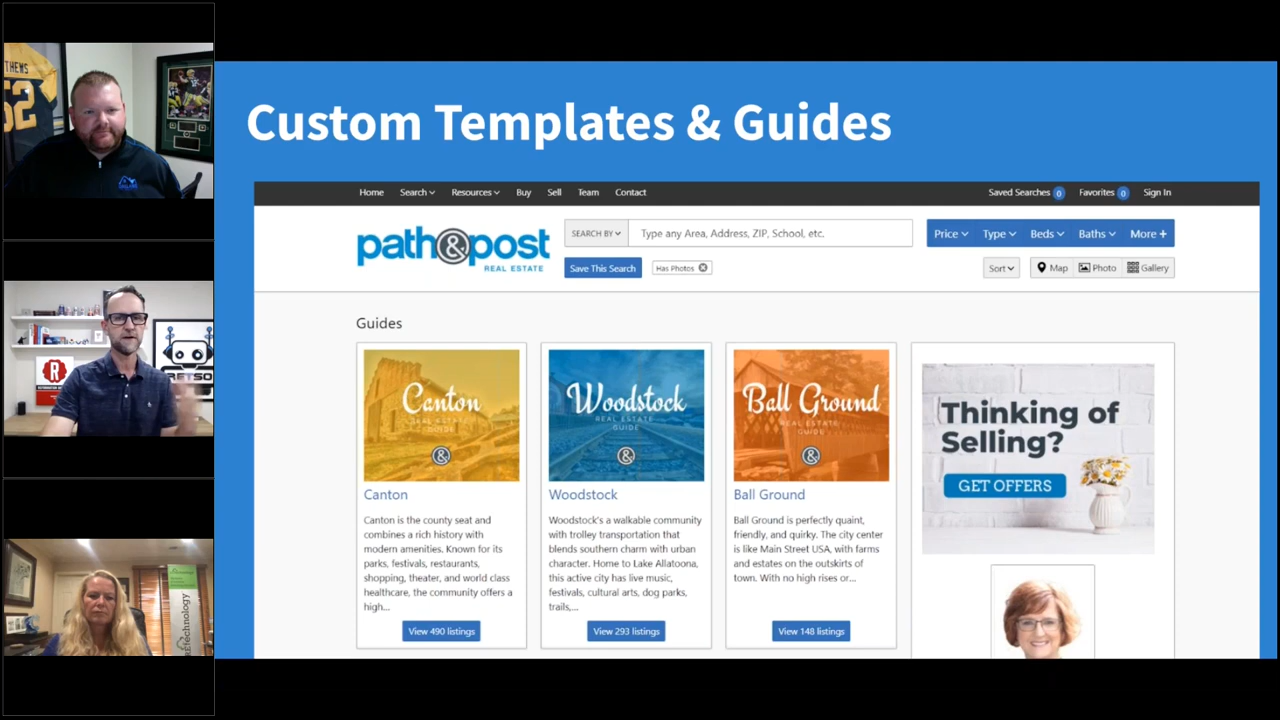 THEWS
52
R
RETSO
REtechnology
Custom Templates & Guides
Home Search Resources Buy Sell Team Contact
Saved Searches 0 Favorites 0 Sign In
path&post
REAL ESTATE
SEARCH BY
Type any Area, Address, ZIP, School, etc.
Price Type Beds Baths More +
Save This Search
Has Photos
Sort
Map Photo Gallery
Guides
Canton
REAL ESTATE
GUIDE
&
Canton
Canton is the county seat and
combines a rich history with
modern amenities. Known for its
parks, festivals, restaurants,
shopping, theater, and world class
healthcare, the community offers a
high...
View 490 listings
Woodstock
REAL ESTATE
GUIDE
&
Woodstock
Woodstock's a walkable community
with trolley transportation that
blends southern charm with urban
character. Home to Lake Allatoona,
this active city has live music,
festivals, cultural arts, dog parks,
trails,...
View 293 listings
Ball Ground
REAL ESTATE
GUIDE
&
Ball Ground
Ball Ground is perfectly quaint,
friendly, and quirky. The city center
is like Main Street USA, with farms
and estates on the outskirts of
town. With no high rises or...
View 148 listings
Thinking of
Selling?
GET OFFERS